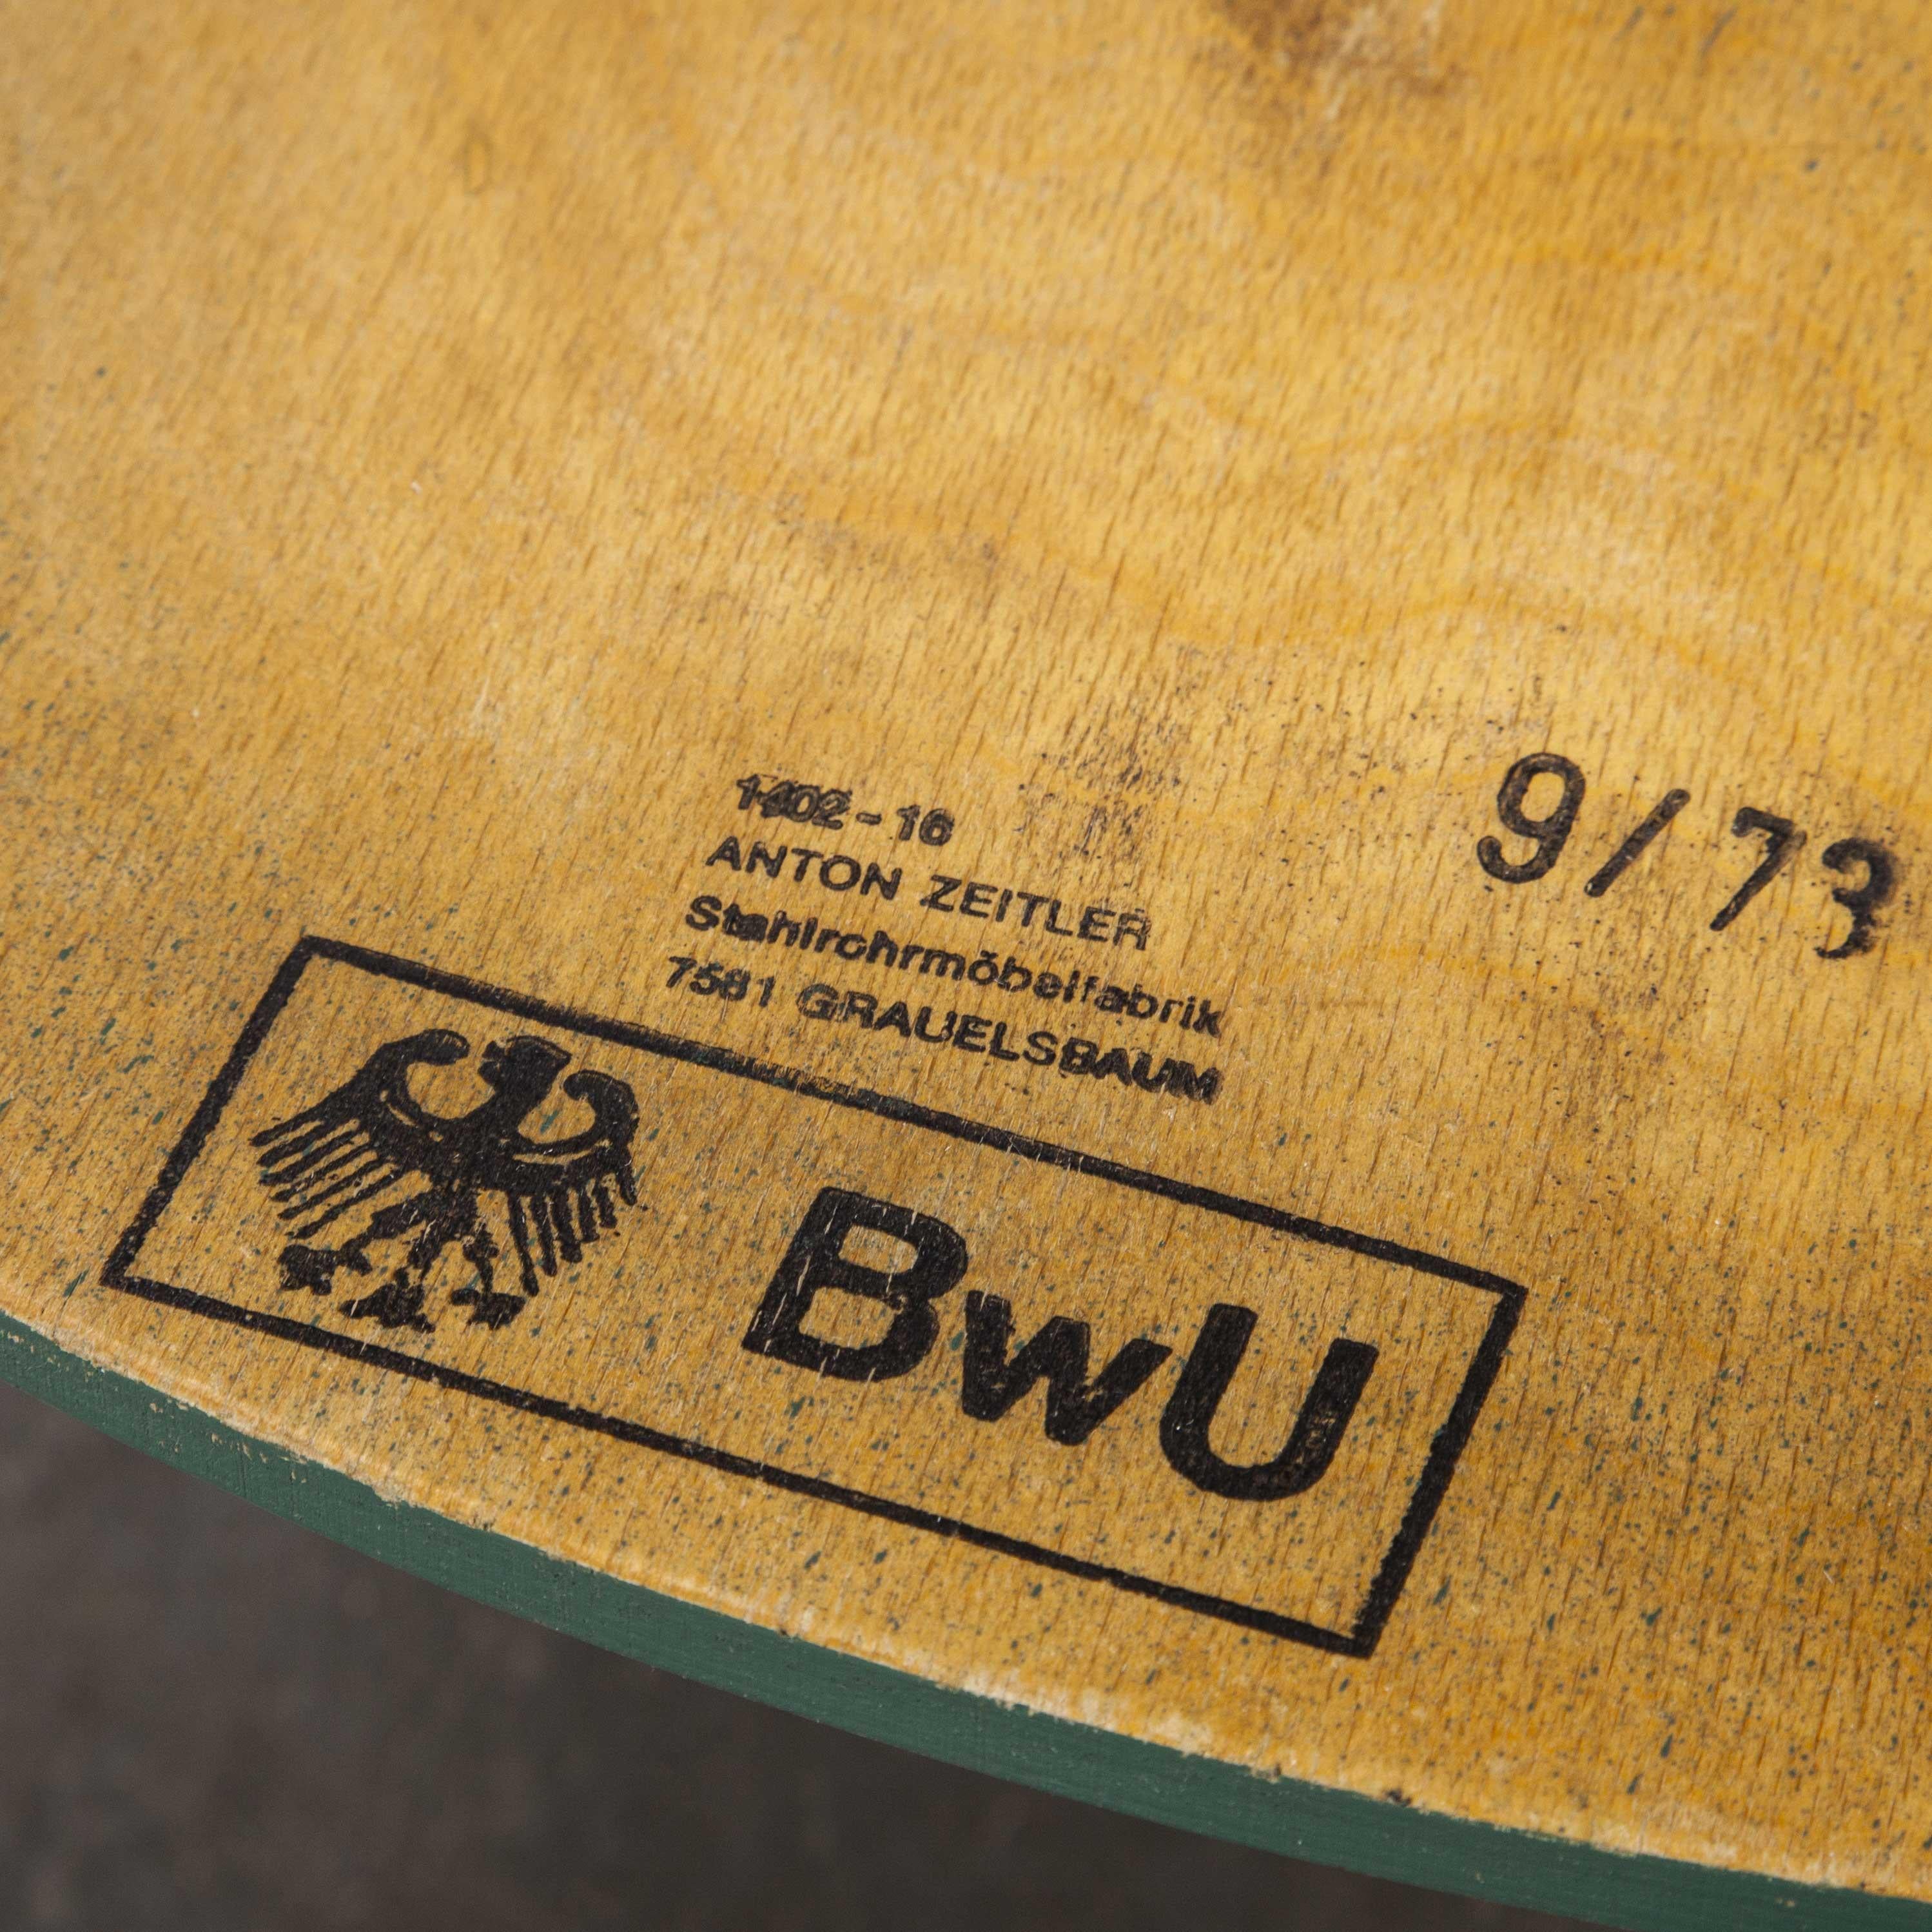 1402-16
ANTON ZEITLER
Stahlrohrmöbelfabrik
7581 GRAUELSBAUM
9/73
BwU